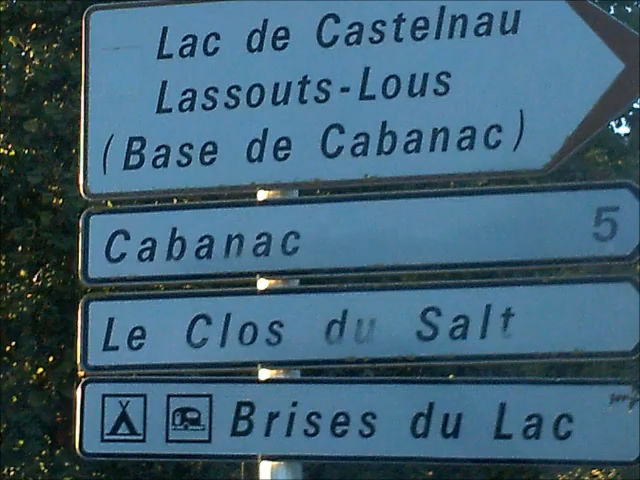 Lac de Castelnau
Lassouts-Lous
(Base de Cabanac)
Cabanac 5
Le Clos du Salt
Brises du Lac